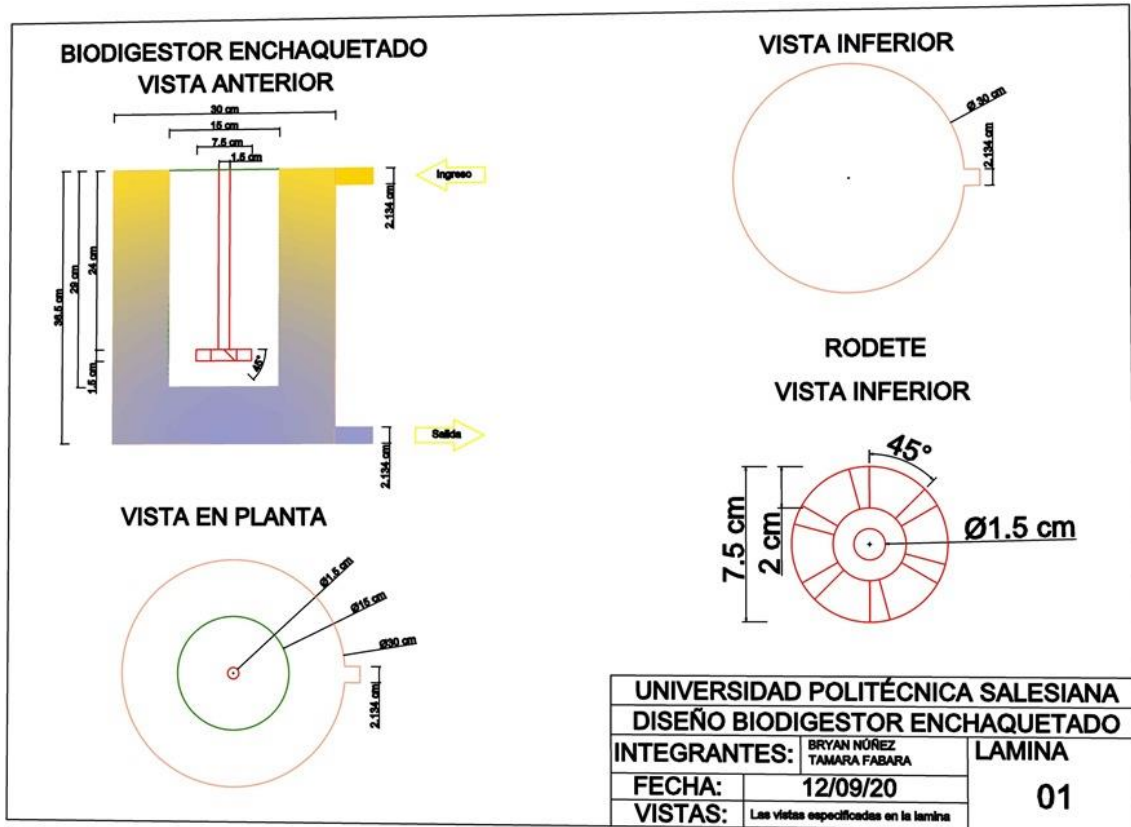 BIODIGESTOR ENCHAQUETADO
VISTA ANTERIOR
30 cm
15 cm
7.5 cm
1.5 cm
Ingreso
2.134 cm
24 cm
29 cm
36.5 cm
1.5 cm
45°
Salida
2.134 cm
VISTA EN PLANTA
Ø1.5 cm
Ø15 cm
Ø30 cm
2.134 cm
VISTA INFERIOR
Ø 30 cm
2.134 cm
RODETE
VISTA INFERIOR
45°
7.5 cm
2 cm
Ø1.5 cm
UNIVERSIDAD POLITÉCNICA SALESIANA
DISEÑO BIODIGESTOR ENCHAQUETADO
INTEGRANTES: BRYAN NÚÑEZ
TAMARA FABARA
LAMINA
01
FECHA: 12/09/20
VISTAS: Las vistas especificadas en la lamina